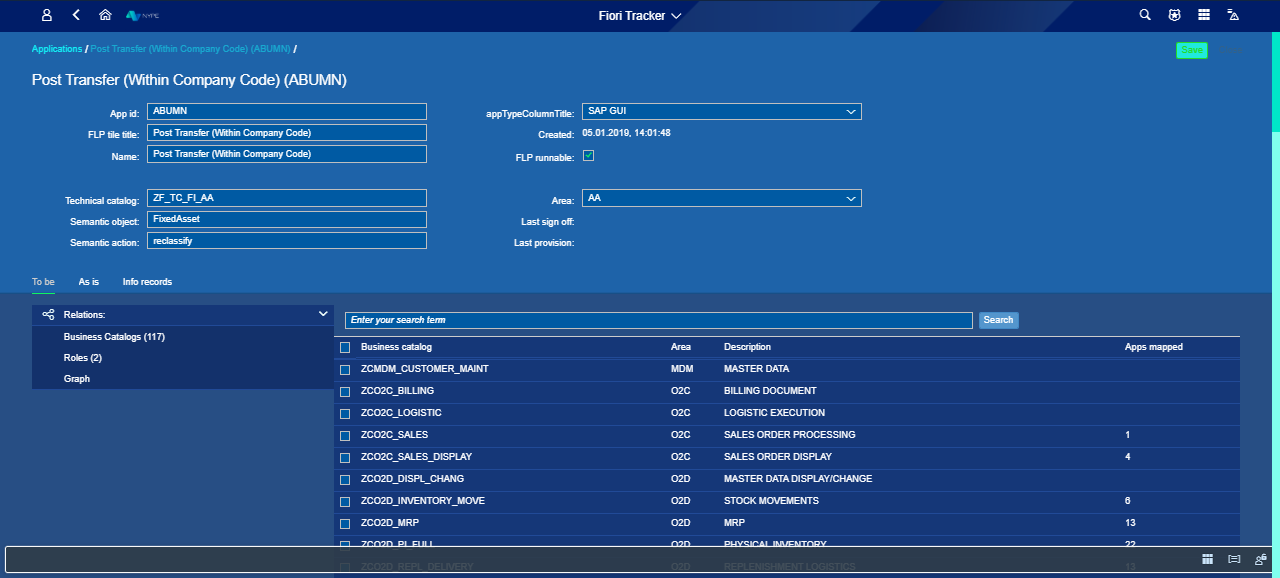 NYPE
Fiori Tracker
Applications / Post Transfer (Within Company Code) (ABUMN) /
Save
Post Transfer (Within Company Code) (ABUMN)
App id: ABUMN
appTypeColumnTitle: SAP GUI
FLP tile title: Post Transfer (Within Company Code)
Created: 05.01.2019, 14:01:48
Name: Post Transfer (Within Company Code)
FLP runnable:
Technical catalog: ZF_TC_FI_AA
Area: AA
Semantic object: FixedAsset
Last sign off:
Semantic action: reclassify
Last provision:
To be As is Info records
Relations:
Business Catalogs (117)
Roles (2)
Graph
Enter your search term Search
Business catalog Area Description Apps mapped
ZCMDM_CUSTOMER_MAINT MDM MASTER DATA
ZCO2C_BILLING O2C BILLING DOCUMENT
ZCO2C_LOGISTIC O2C LOGISTIC EXECUTION
ZCO2C_SALES O2C SALES ORDER PROCESSING 1
ZCO2C_SALES_DISPLAY O2C SALES ORDER DISPLAY 4
ZCO2D_DISPL_CHANG O2D MASTER DATA DISPLAY/CHANGE
ZCO2D_INVENTORY_MOVE O2D STOCK MOVEMENTS 6
ZCO2D_MRP O2D MRP 13
ZCO2D_PI_FULL O2D PHYSICAL INVENTORY 22
ZCO2D_REPL_DELIVERY O2D REPLENISHMENT LOGISTICS 13